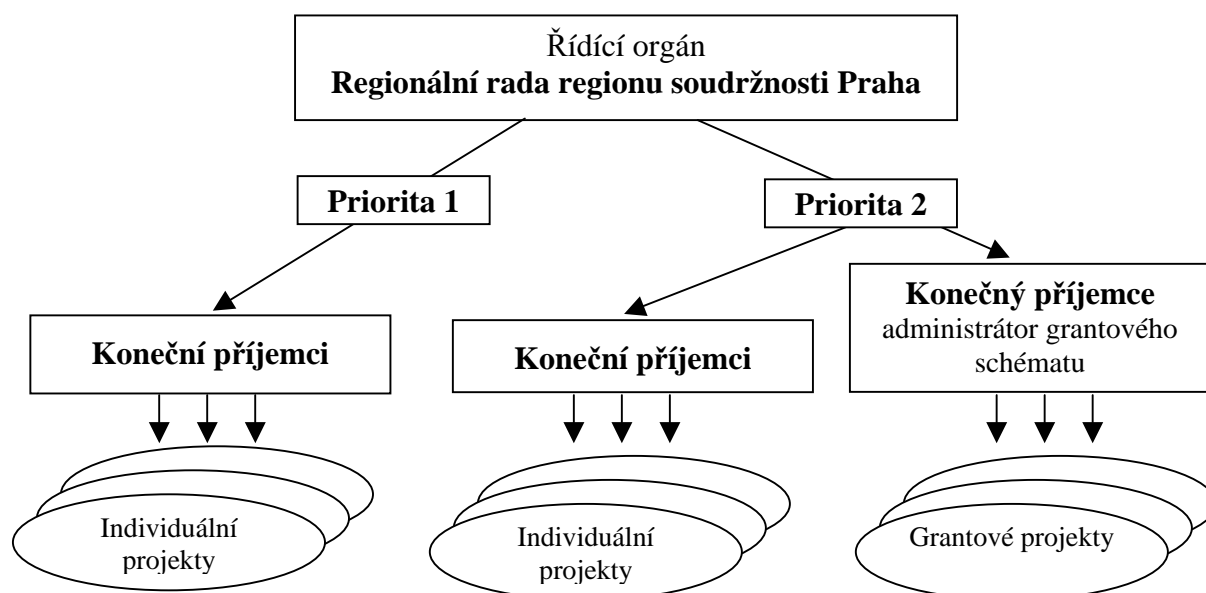 Řídící orgán
Regionální rada regionu soudržnosti Praha
Priorita 1
Priorita 2
Koneční příjemci
Koneční příjemci
Konečný příjemce
administrátor grantového
schématu
Individuální
projekty
Individuální
projekty
Grantové projekty